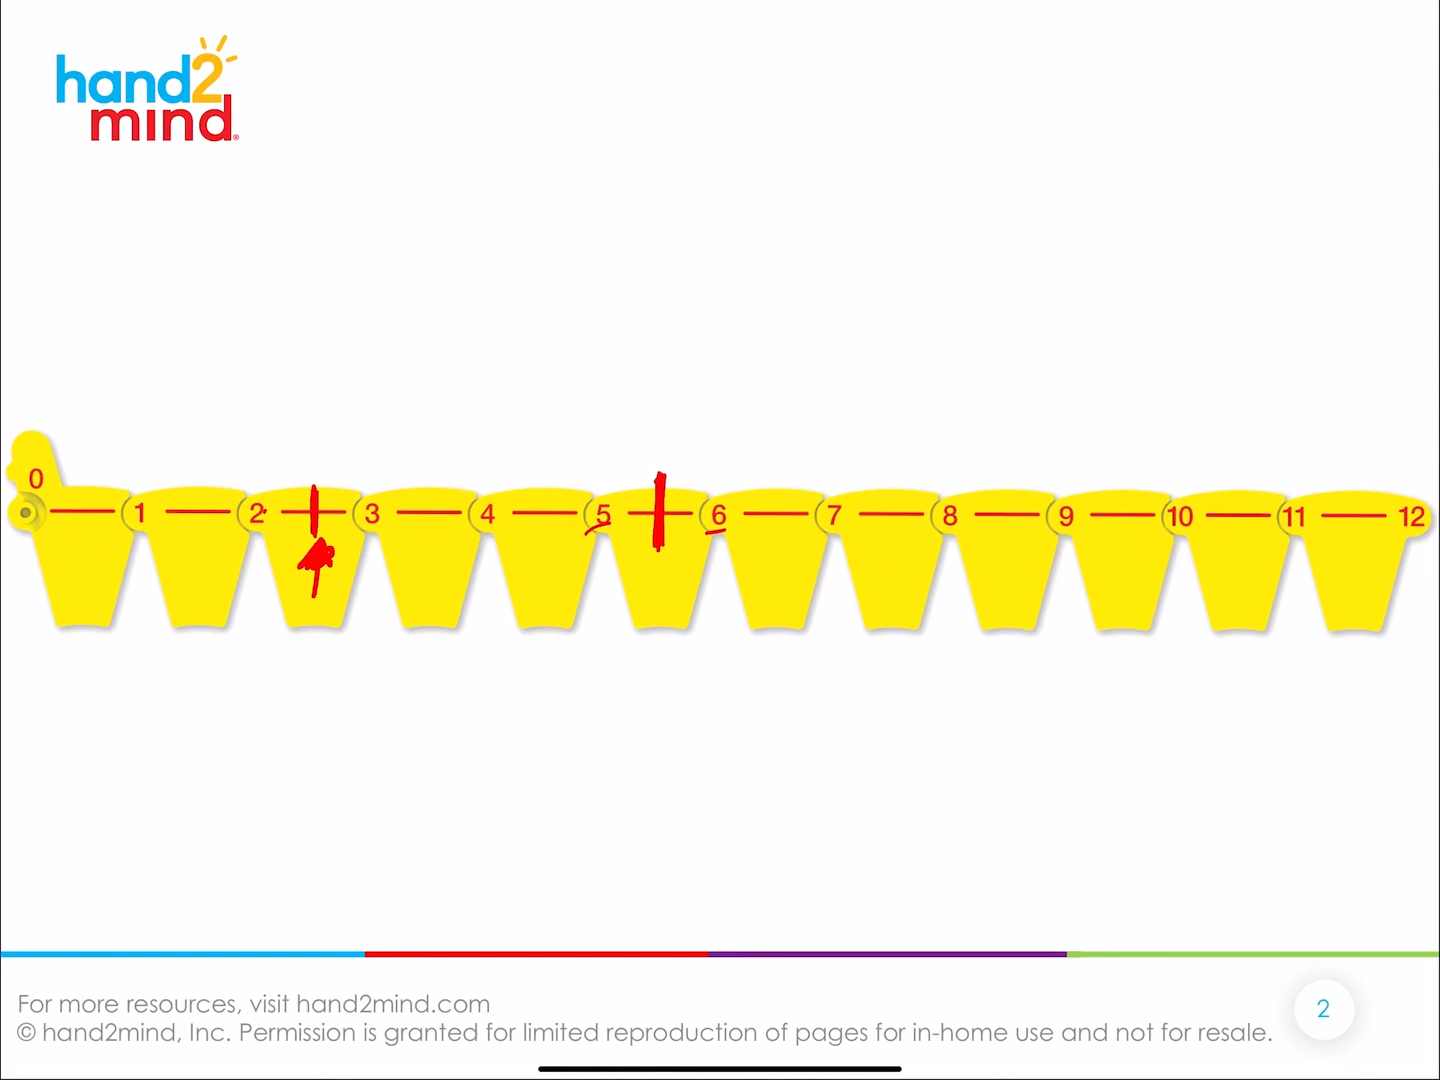 hand2
mind®
0
1 2 3 4 5 6 7 8 9 10 11 12
For more resources, visit hand2mind.com
© hand2mind, Inc. Permission is granted for limited reproduction of pages for in-home use and not for resale.
2